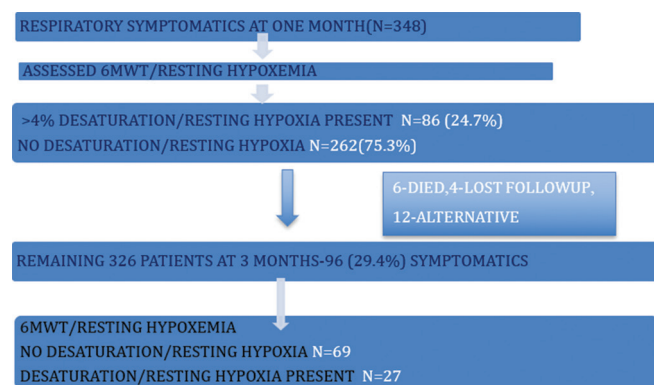 RESPIRATORY SYMPTOMATICS AT ONE MONTH(N=348)
ASSESSED 6MWT/RESTING HYPOXEMIA
>4% DESATURATION/RESTING HYPOXIA PRESENT N=86 (24.7%)
NO DESATURATION/RESTING HYPOXIA N=262(75.3%)
6-DIED,4-LOST FOLLOWUP,
12-ALTERNATIVE
REMAINING 326 PATIENTS AT 3 MONTHS-96 (29.4%) SYMPTOMATICS
6MWT/RESTING HYPOXEMIA
NO DESATURATION/RESTING HYPOXIA N=69
DESATURATION/RESTING HYPOXIA PRESENT N=27